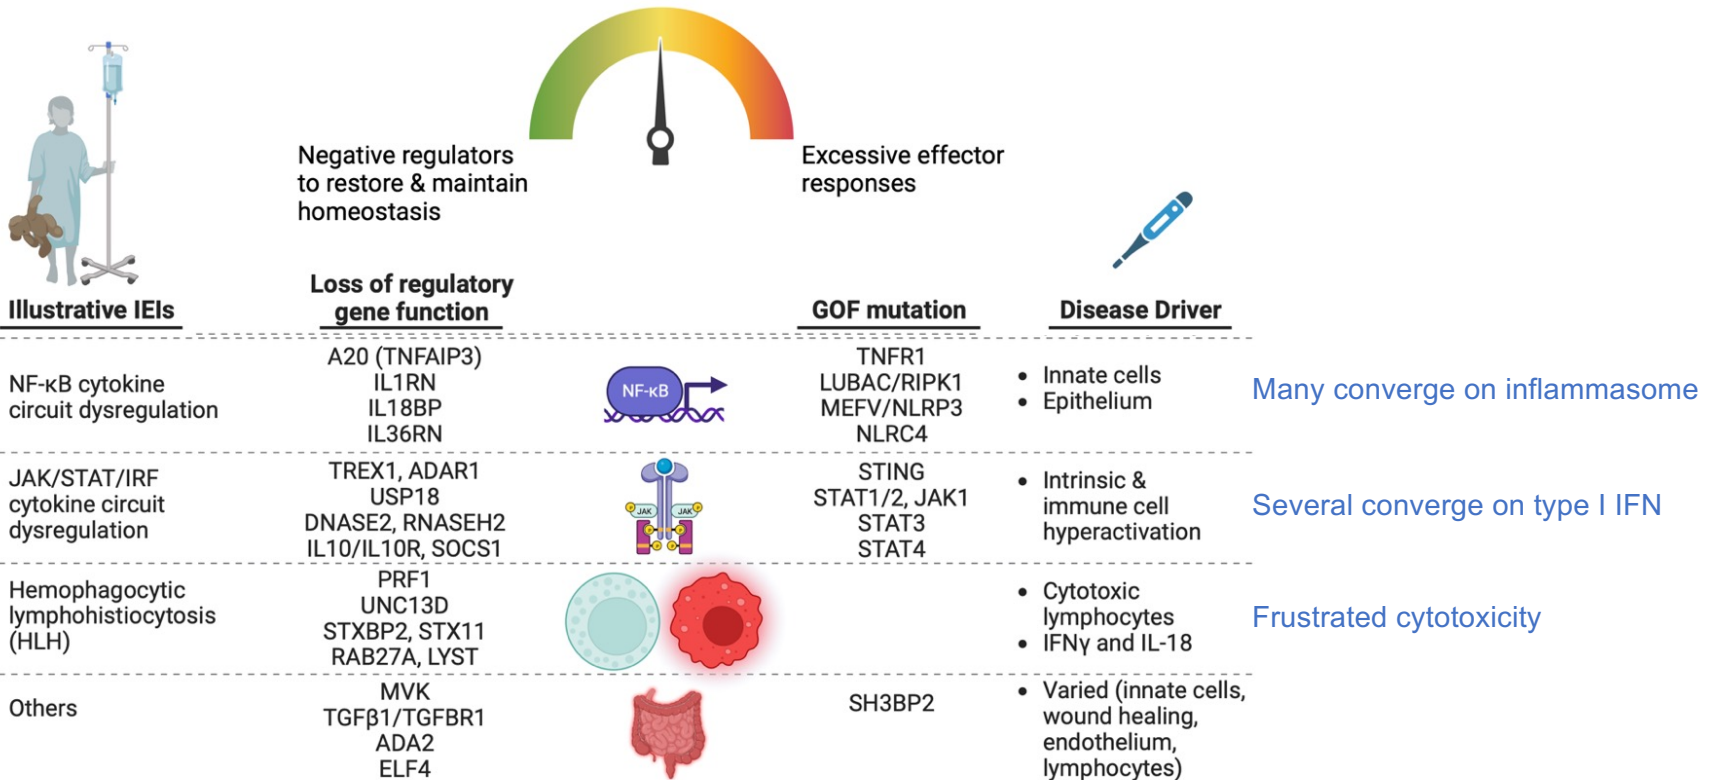 Negative regulators
to restore & maintain
homeostasis
Excessive effector
responses
Illustrative IEIs
Loss of regulatory
gene function
GOF mutation
Disease Driver
NF-κB cytokine
circuit dysregulation
A20 (TNFAIP3)
IL1RN
IL18BP
IL36RN
NF-κB
TNFR1
LUBAC/RIPK1
MEFV/NLRP3
NLRC4
• Innate cells
• Epithelium
Many converge on inflammasome
JAK/STAT/IRF
cytokine circuit
dysregulation
TREX1, ADAR1
USP18
DNASE2, RNASEH2
IL10/IL10R, SOCS1
JAK JAK
STING
STAT1/2, JAK1
STAT3
STAT4
• Intrinsic &
immune cell
hyperactivation
Several converge on type I IFN
Hemophagocytic
lymphohistiocytosis
(HLH)
PRF1
UNC13D
STXBP2, STX11
RAB27A, LYST
• Cytotoxic
lymphocytes
• IFNγ and IL-18
Frustrated cytotoxicity
Others
MVK
TGFβ1/TGFBR1
ADA2
ELF4
SH3BP2
• Varied (innate cells,
wound healing,
endothelium,
lymphocytes)